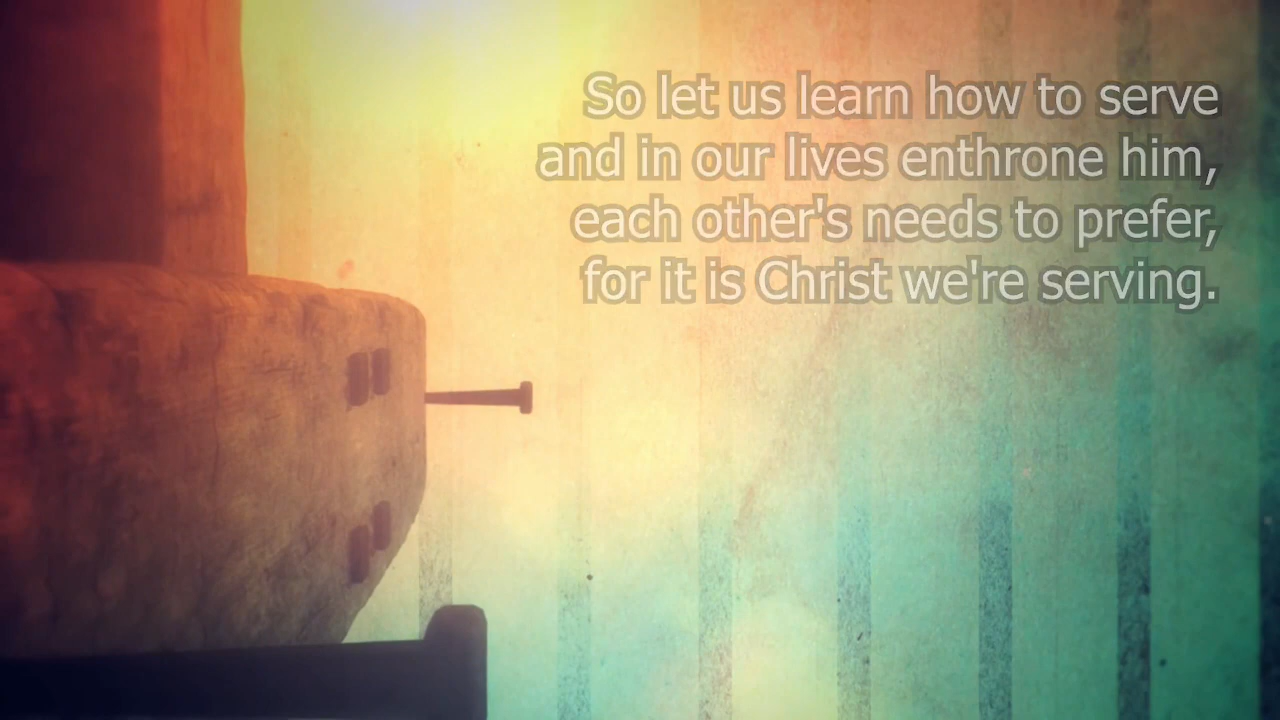 So let us learn how to serve
and in our lives enthrone him,
each other's needs to prefer,
for it is Christ we're serving.